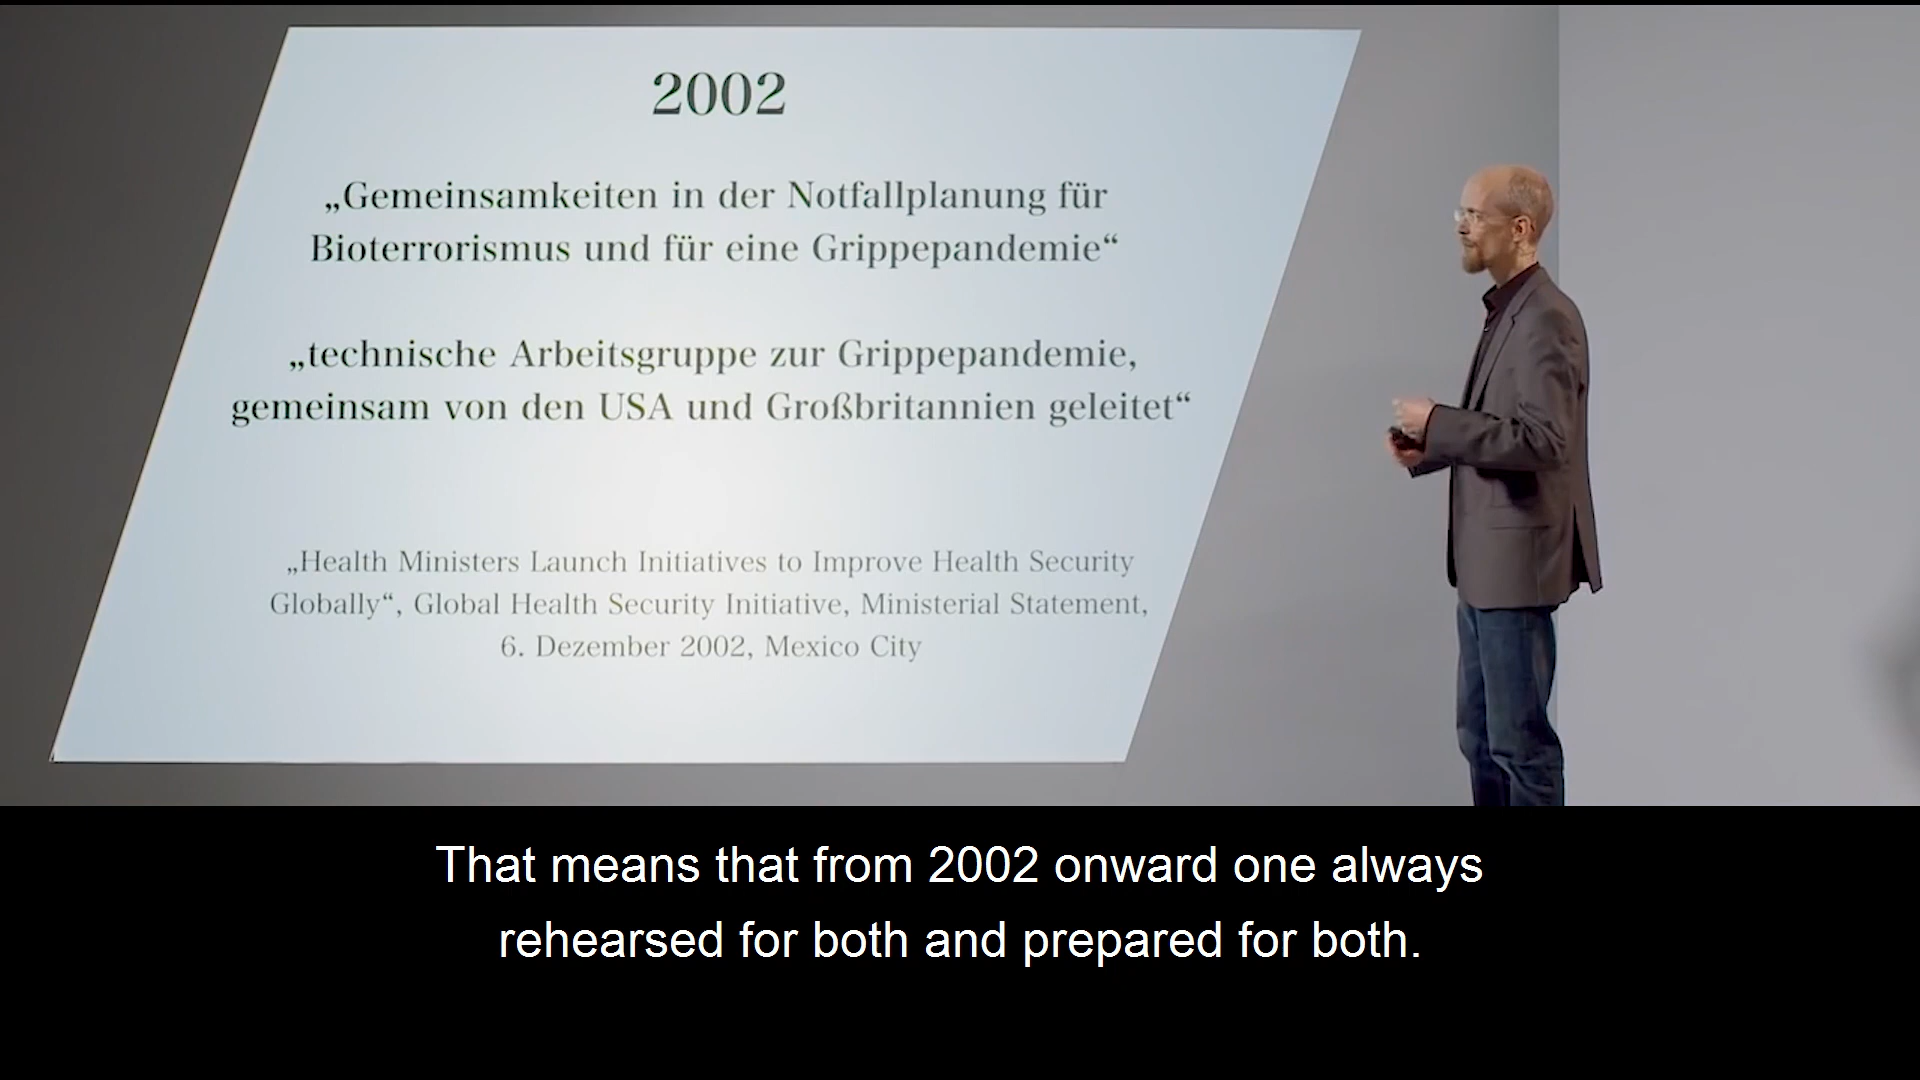 2002
„Gemeinsamkeiten in der Notfallplanung für
Bioterrorismus und für eine Grippepandemie“
„technische Arbeitsgruppe zur Grippepandemie,
gemeinsam von den USA und Großbritannien geleitet“
„Health Ministers Launch Initiatives to Improve Health Security
Globally“, Global Health Security Initiative, Ministerial Statement,
6. Dezember 2002, Mexico City
That means that from 2002 onward one always
rehearsed for both and prepared for both.